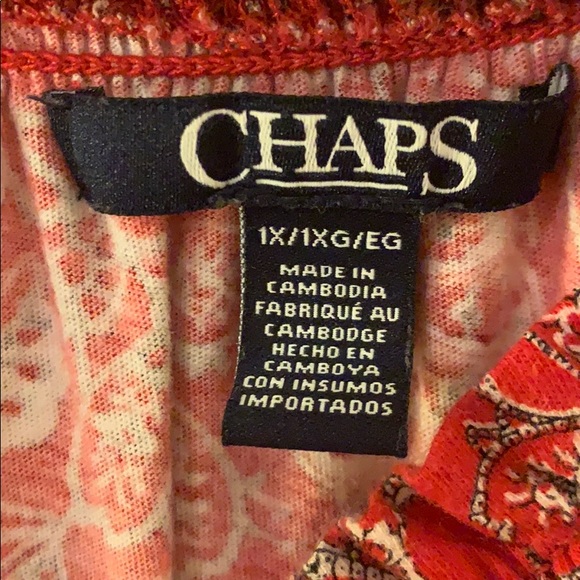 CHAPS
1X/1XG/EG
MADE IN
CAMBODIA
FABRIQUÉ AU
CAMBODGE
HECHO EN
CAMBOYA
CON INSUMOS
IMPORTADOS